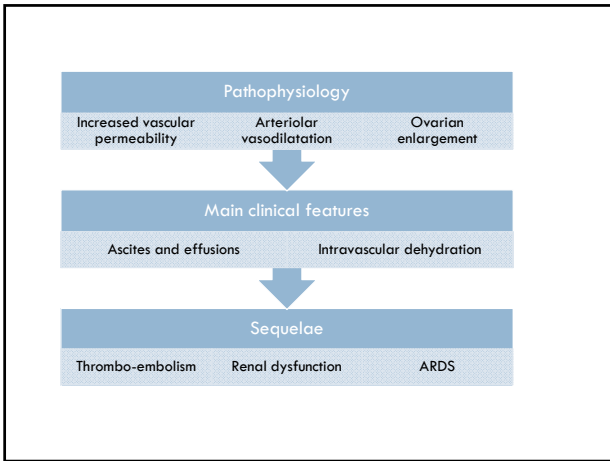 Pathophysiology
Increased vascular
permeability
Arteriolar
vasodilatation
Ovarian
enlargement
Main clinical features
Ascites and effusions
Intravascular dehydration
Sequelae
Thrombo-embolism
Renal dysfunction
ARDS